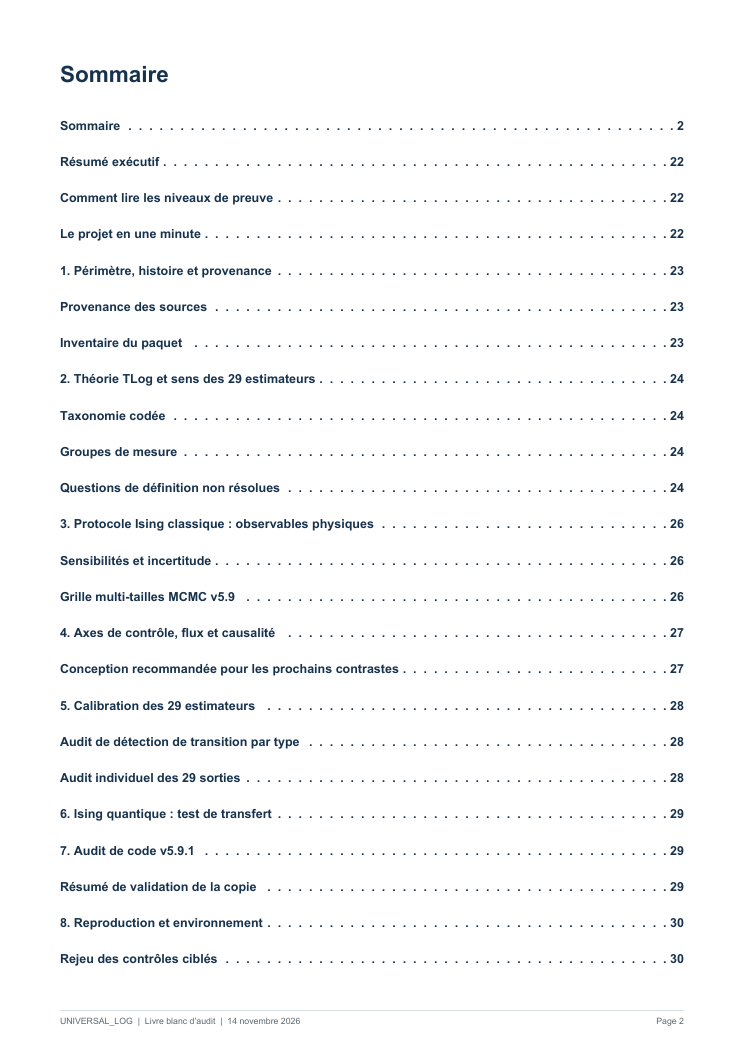 Sommaire
Sommaire . . . . . . . . . . . . . . . . . . . . . . . . . . . . . . . . . . . . . . . . . . . . . . . . . . . . . 2
Résumé exécutif . . . . . . . . . . . . . . . . . . . . . . . . . . . . . . . . . . . . . . . . . . . . . . . . . 22
Comment lire les niveaux de preuve . . . . . . . . . . . . . . . . . . . . . . . . . . . . . . . . . . . . . . 22
Le projet en une minute . . . . . . . . . . . . . . . . . . . . . . . . . . . . . . . . . . . . . . . . . . . . . 22
1. Périmètre, histoire et provenance . . . . . . . . . . . . . . . . . . . . . . . . . . . . . . . . . . . . . . 23
Provenance des sources . . . . . . . . . . . . . . . . . . . . . . . . . . . . . . . . . . . . . . . . . . . . 23
Inventaire du paquet . . . . . . . . . . . . . . . . . . . . . . . . . . . . . . . . . . . . . . . . . . . . . . 23
2. Théorie TLog et sens des 29 estimateurs . . . . . . . . . . . . . . . . . . . . . . . . . . . . . . . . . . 24
Taxonomie codée . . . . . . . . . . . . . . . . . . . . . . . . . . . . . . . . . . . . . . . . . . . . . . . . 24
Groupes de mesure . . . . . . . . . . . . . . . . . . . . . . . . . . . . . . . . . . . . . . . . . . . . . . . 24
Questions de définition non résolues . . . . . . . . . . . . . . . . . . . . . . . . . . . . . . . . . . . . . 24
3. Protocole Ising classique : observables physiques . . . . . . . . . . . . . . . . . . . . . . . . . . . . 26
Sensibilités et incertitude . . . . . . . . . . . . . . . . . . . . . . . . . . . . . . . . . . . . . . . . . . . . 26
Grille multi-tailles MCMC v5.9 . . . . . . . . . . . . . . . . . . . . . . . . . . . . . . . . . . . . . . . . . 26
4. Axes de contrôle, flux et causalité . . . . . . . . . . . . . . . . . . . . . . . . . . . . . . . . . . . . . 27
Conception recommandée pour les prochains contrastes . . . . . . . . . . . . . . . . . . . . . . . . . . 27
5. Calibration des 29 estimateurs . . . . . . . . . . . . . . . . . . . . . . . . . . . . . . . . . . . . . . . 28
Audit de détection de transition par type . . . . . . . . . . . . . . . . . . . . . . . . . . . . . . . . . . . 28
Audit individuel des 29 sorties . . . . . . . . . . . . . . . . . . . . . . . . . . . . . . . . . . . . . . . . . 28
6. Ising quantique : test de transfert . . . . . . . . . . . . . . . . . . . . . . . . . . . . . . . . . . . . . . 29
7. Audit de code v5.9.1 . . . . . . . . . . . . . . . . . . . . . . . . . . . . . . . . . . . . . . . . . . . . . 29
Résumé de validation de la copie . . . . . . . . . . . . . . . . . . . . . . . . . . . . . . . . . . . . . . . 29
8. Reproduction et environnement . . . . . . . . . . . . . . . . . . . . . . . . . . . . . . . . . . . . . . . 30
Rejeu des contrôles ciblés . . . . . . . . . . . . . . . . . . . . . . . . . . . . . . . . . . . . . . . . . . . 30
UNIVERSAL_LOG | Livre blanc d'audit | 14 novembre 2026 Page 2